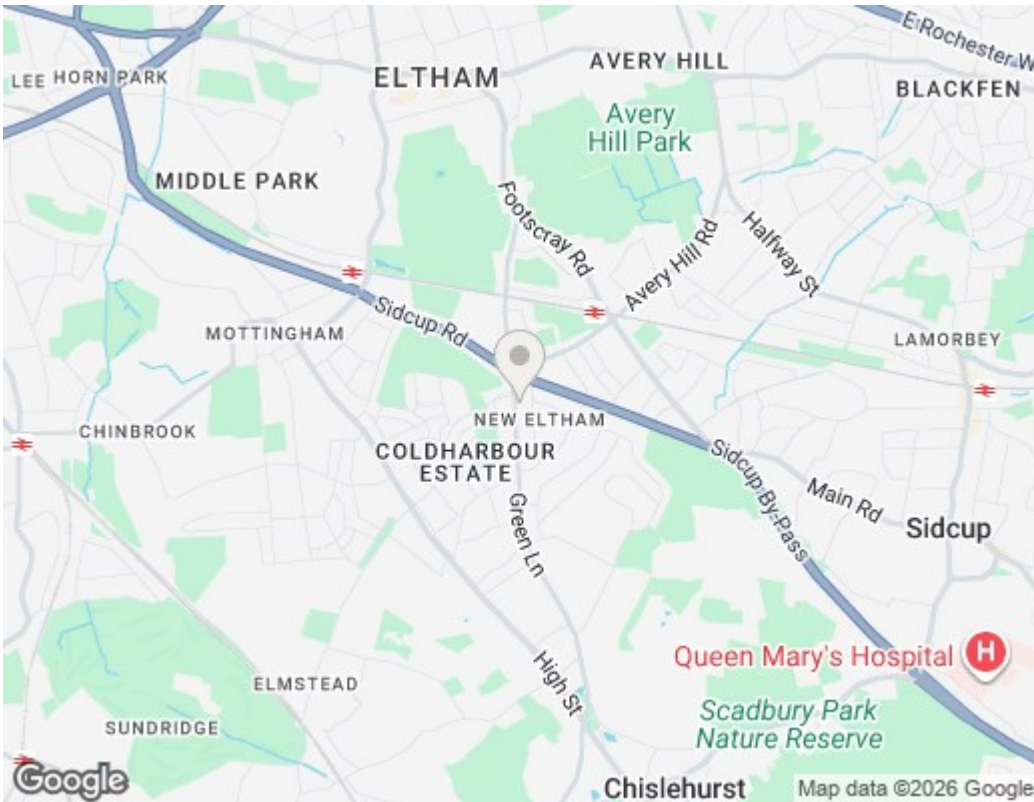 E Rochester W
ELTHAM
AVERY HILL
LEE
HORN PARK
BLACKFEN
Avery
Hill Park
MIDDLE PARK
Footscray Rd
Halfway St
Avery Hill Rd
Sidcup Rd
MOTTINGHAM
LAMORBEY
NEW ELTHAM
CHINBROOK
COLDHARBOUR
ESTATE
Sidcup By-Pass
Main Rd
Green Ln
Sidcup
Queen Mary's Hospital
H
High St
ELMSTEAD
Scadbury Park
Nature Reserve
SUNDRIDGE
Chislehurst
Google
Map data ©2026 Google